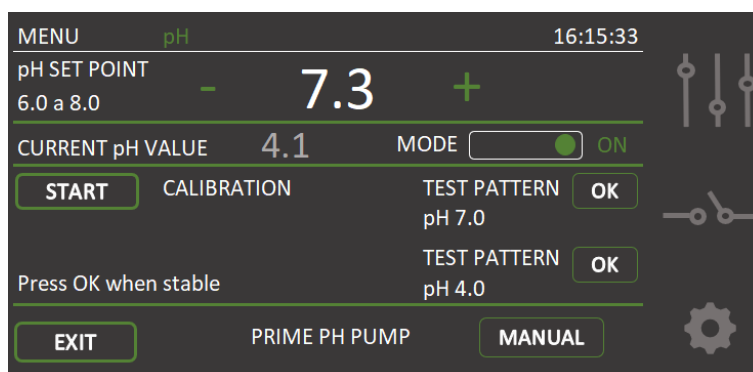 MENU pH 16:15:33
pH SET POINT
6.0 a 8.0
- 7.3 +
CURRENT pH VALUE 4.1 MODE ON
START CALIBRATION TEST PATTERN OK
pH 7.0
TEST PATTERN OK
Press OK when stable pH 4.0
EXIT PRIME PH PUMP MANUAL